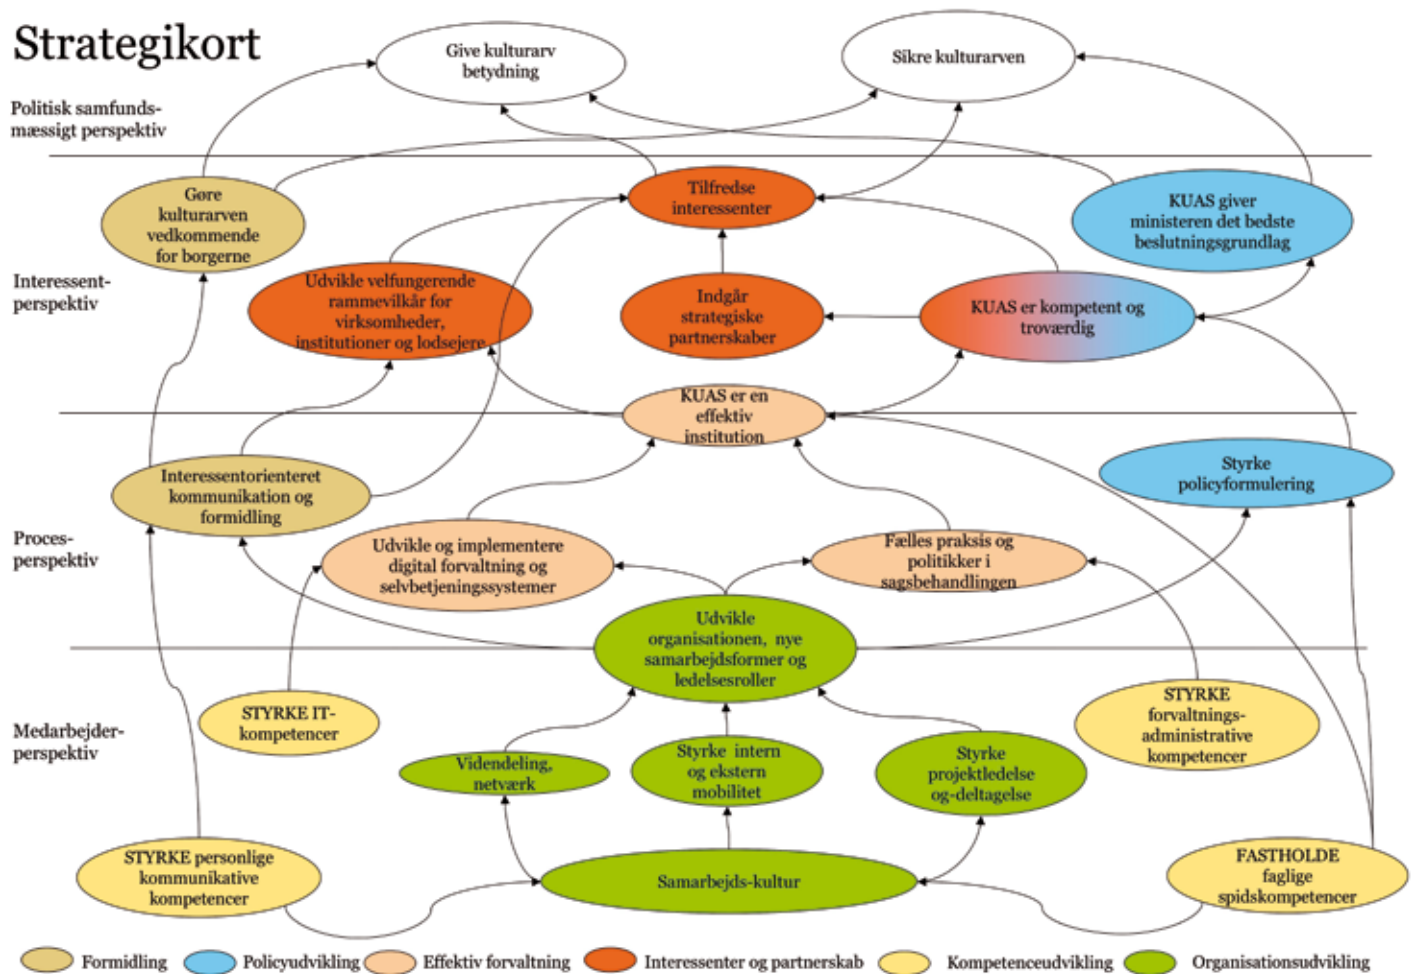 Strategikort
Give kulturarv
betydning
Sikre kulturarven
Politisk samfunds-
mæssigt perspektiv
Gøre
kulturarven
vedkommende
for borgerne
Tilfredse
interessenter
KUAS giver
ministeren det bedste
beslutningsgrundlag
Interessent-
perspektiv
Udvikle velfungerende
rammevilkår for
virksomheder,
institutioner og lodsejere
Indgår
strategiske
partnerskaber
KUAS er kompetent og
troværdig
KUAS er en
effektiv
institution
Interessentorienteret
kommunikation og
formidling
Styrke
policyformulering
Proces-
perspektiv
Udvikle og implementere
digital forvaltning og
selvbetjeningssystemer
Fælles praksis og
politikker i
sagsbehandlingen
Udvikle
organisationen, nye
samarbejdsformer og
ledelsesroller
Medarbejder-
perspektiv
STYRKE IT-
kompetencer
STYRKE
forvaltnings-
administrative
kompetencer
Videndeling,
netværk
Styrke intern
og ekstern
mobilitet
Styrke
projektledelse
og-deltagelse
STYRKE personlige
kommunikative
kompetencer
Samarbejds-kultur
FASTHOLDE
faglige
spidskompetencer
Formidling
Policyudvikling
Effektiv forvaltning
Interessenter og partnerskab
Kompetenceudvikling
Organisationsudvikling